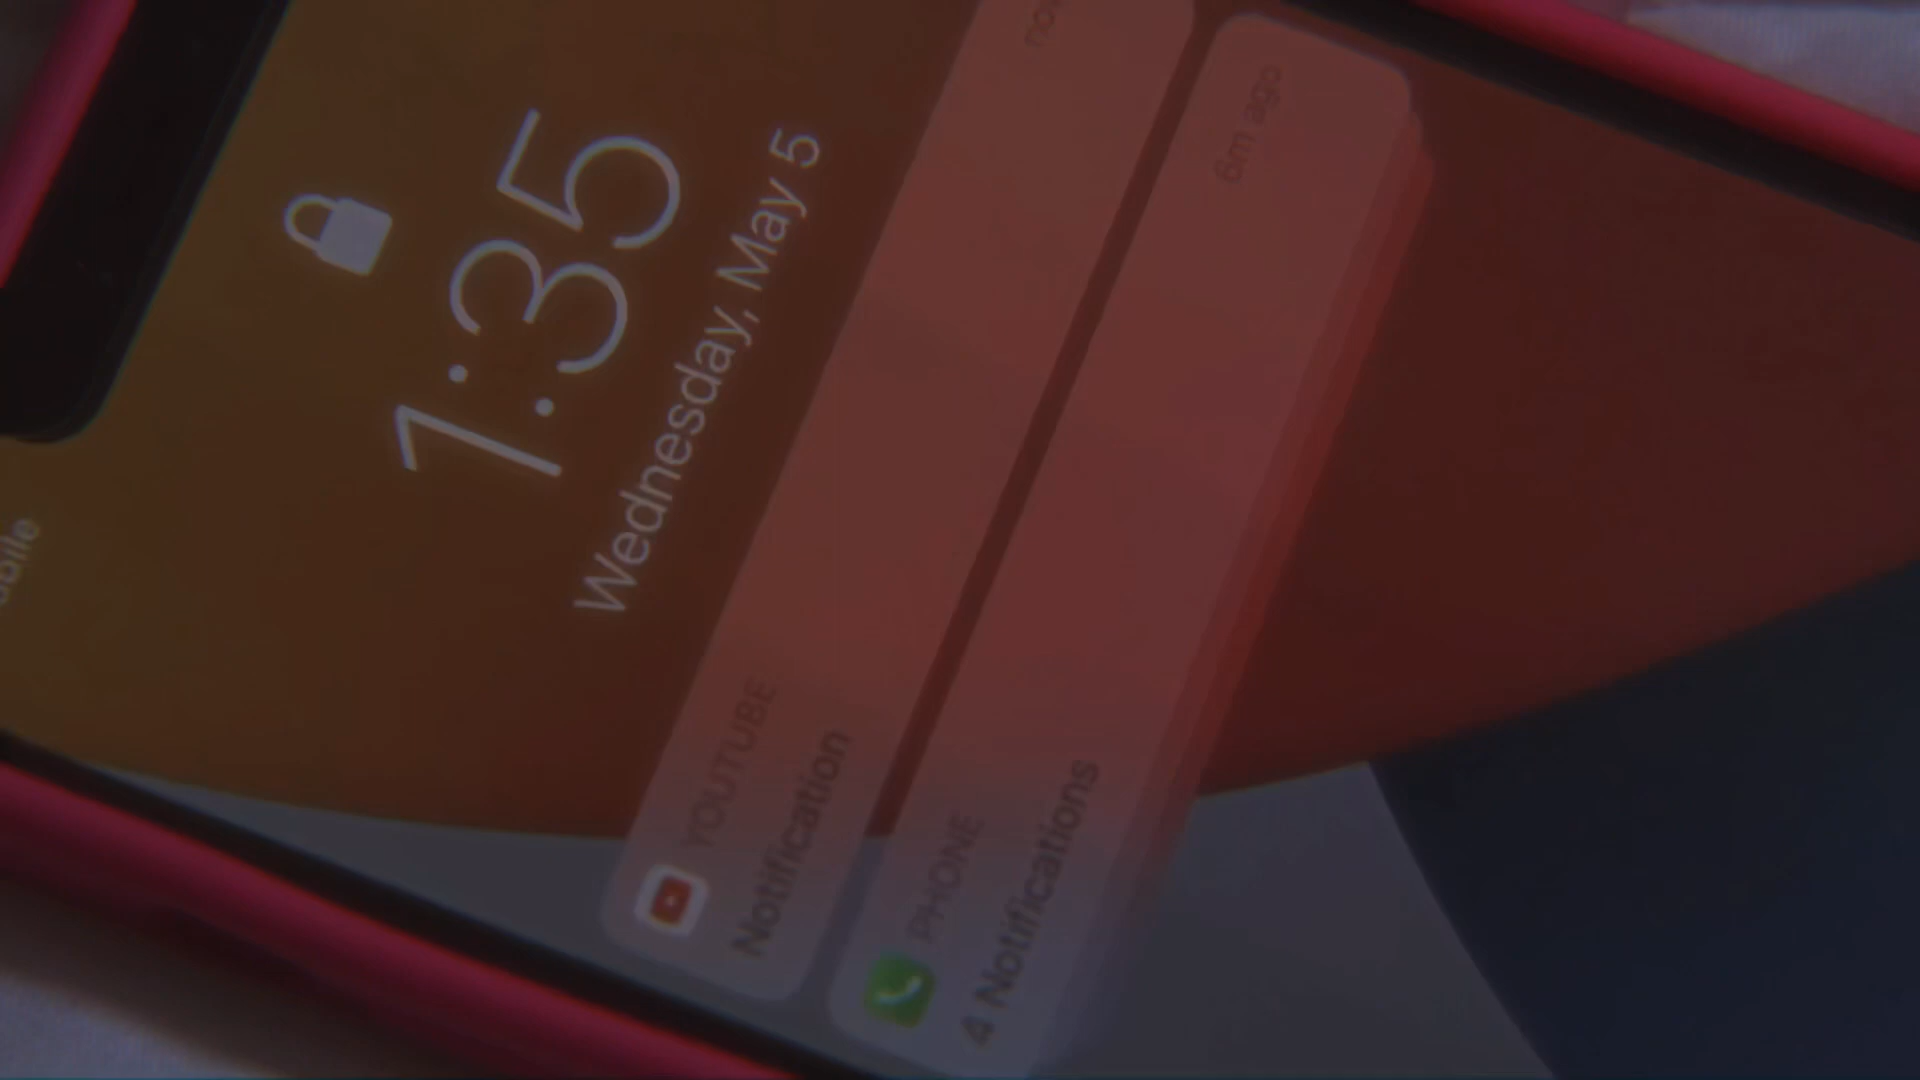 1:35
Wednesday, May 5
YOUTUBE
Notification
PHONE
6m ago
4 Notifications